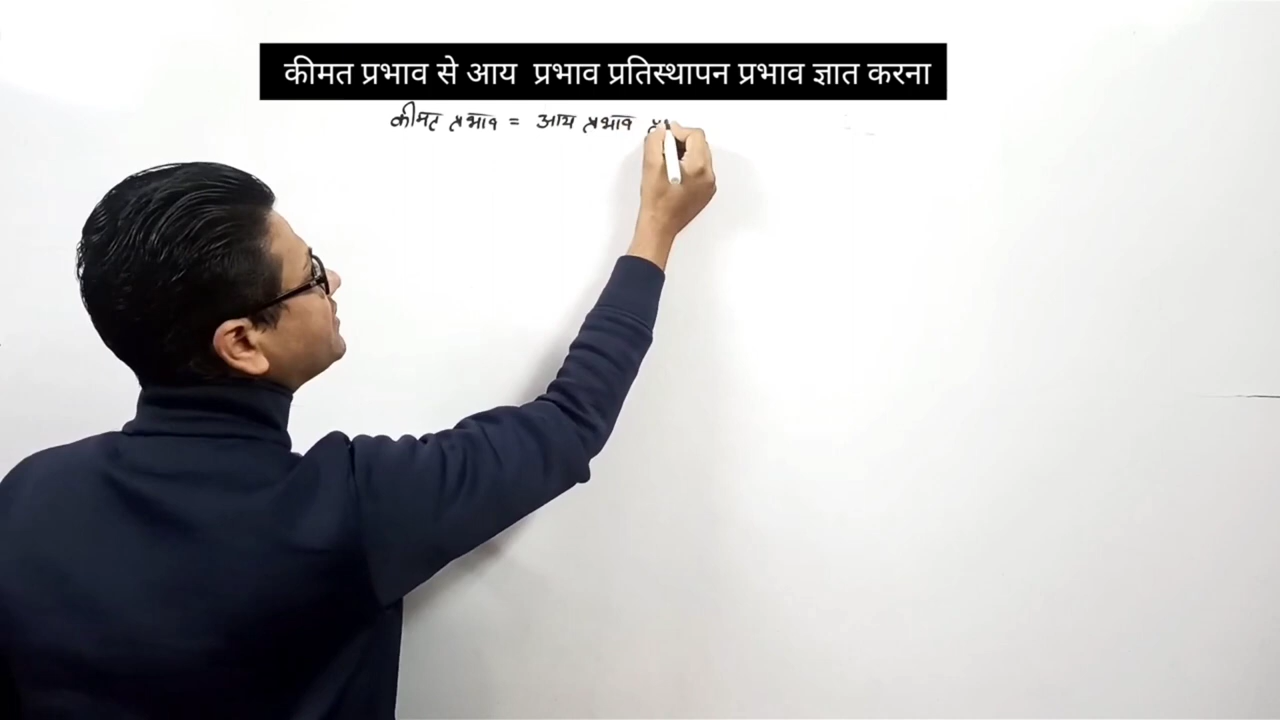 कीमत प्रभाव से आय प्रभाव प्रतिस्थापन प्रभाव ज्ञात करना
कीमत प्रभाव = आय प्रभाव